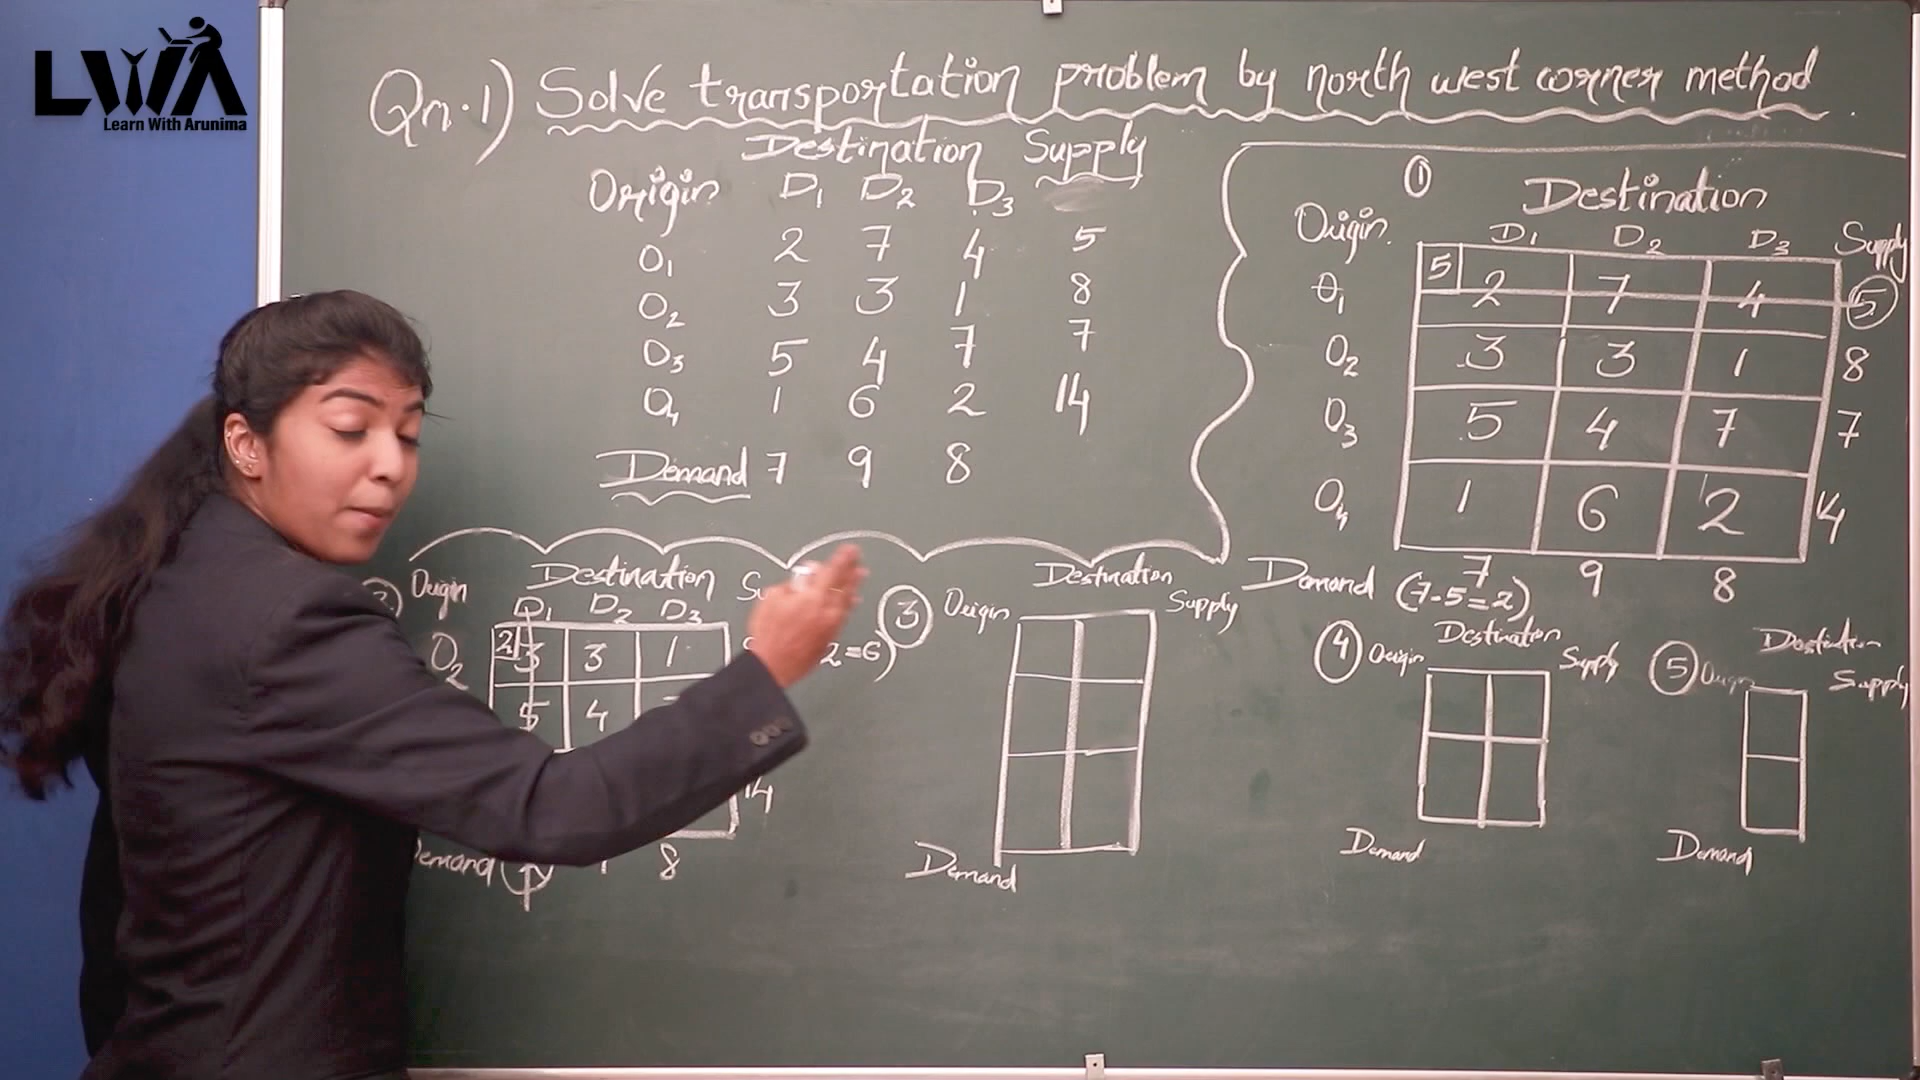 LWA
Learn With Arunima
Qn.1) Solve transportation problem by north west corner method
Destination Supply
Origin D1 D2 D3
O1 2 7 4 5
O2 3 3 1 8
O3 5 4 7 7
O4 1 6 2 14
Demand 7 9 8
① Destination
Origin D1 D2 D3 Supply
O1 5 2 7 4 5
O2 3 3 1 8
O3 5 4 7 7
O4 1 6 2 14
Demand 7 9 8
(7-5=2)
Origin Destination
D1 D2 D3
O2 2 3 3 1 2=6)
5 4
14
Demand 8
③ Origin Destination Supply
Demand
④ Origin Destination Supply
Demand
⑤ Origin Destination Supply
Demand